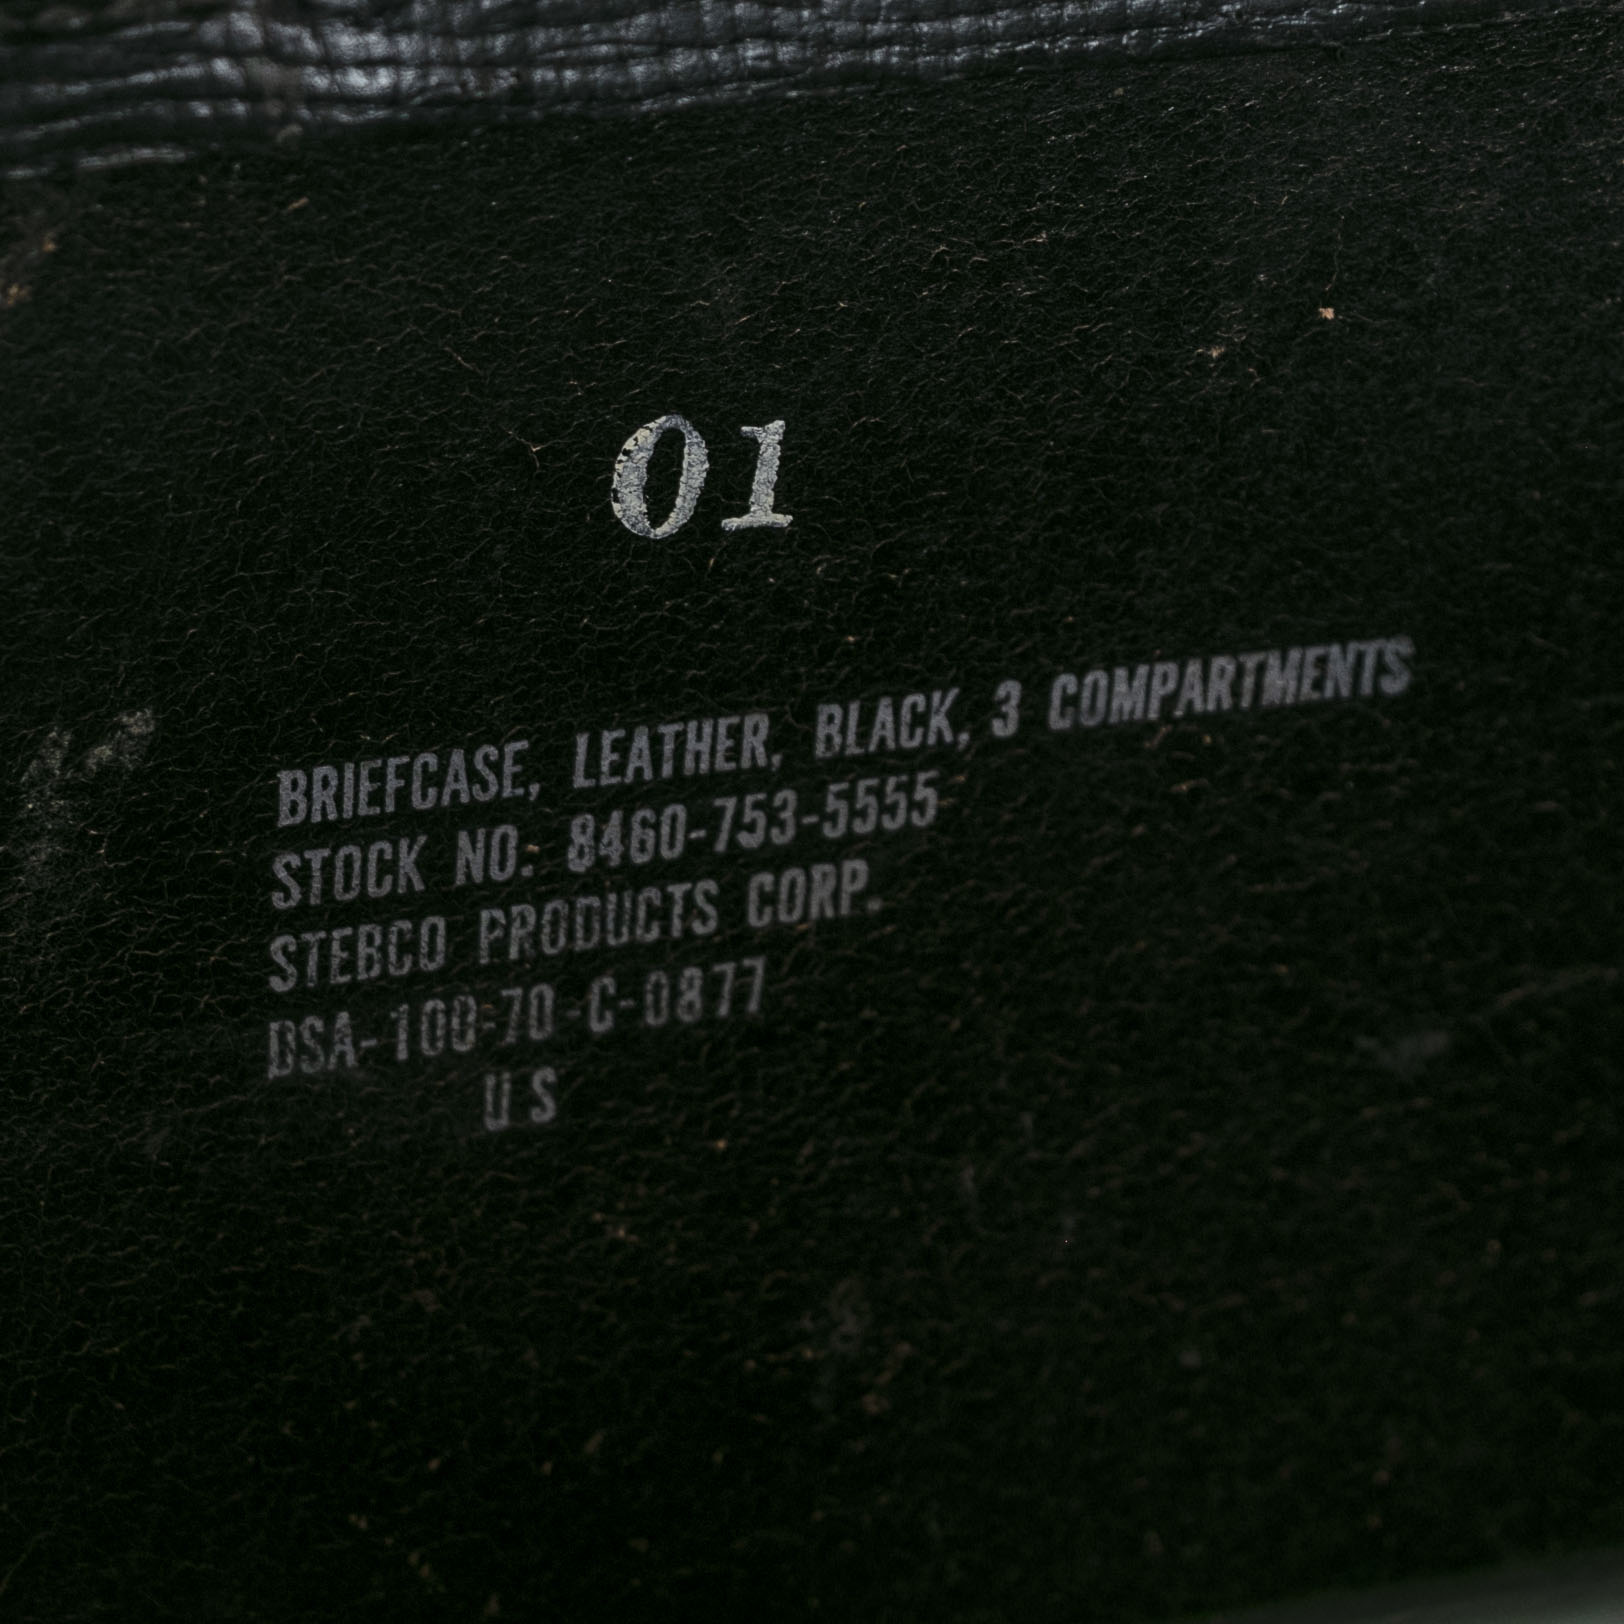 01
BRIEFCASE, LEATHER, BLACK, 3 COMPARTMENTS
STOCK NO. 8460-753-5555
STEBCO PRODUCTS CORP.
DSA-100-70-C-0877
U S